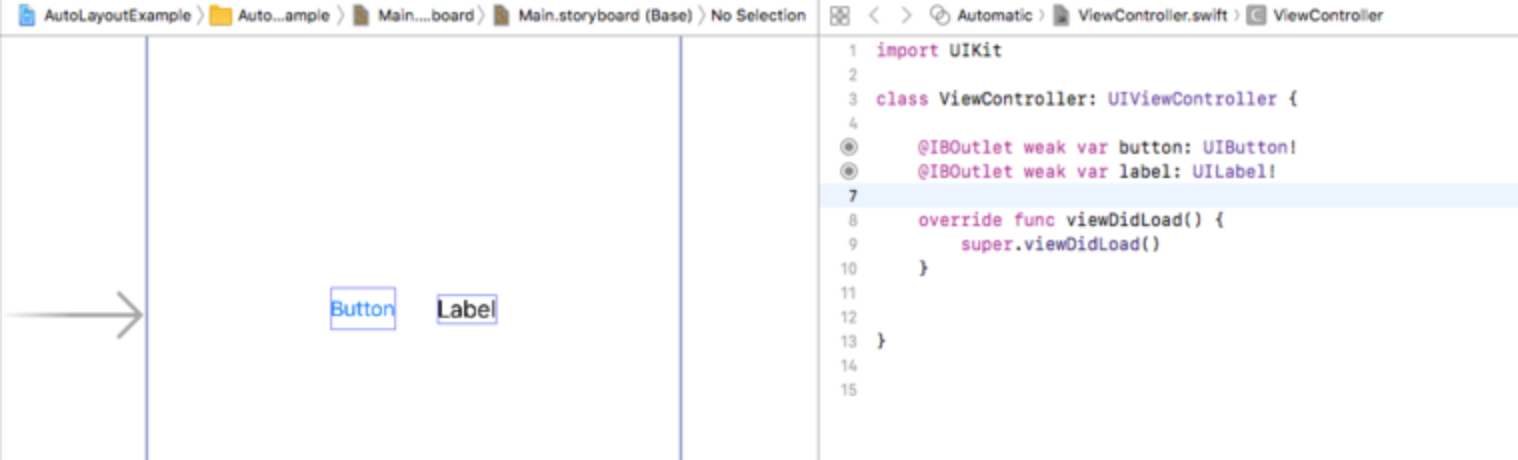 AutoLayoutExample 〉 Auto...ample 〉 Main....board 〉 Main.storyboard (Base) 〉 No Selection
Automatic 〉 ViewController.swift 〉 C ViewController
1 import UIKit
2
3 class ViewController: UIViewController {
4
@IBOutlet weak var button: UIButton!
@IBOutlet weak var label: UILabel!
7
8 override func viewDidLoad() {
9 super.viewDidLoad()
10 }
11
12
13 }
14
15
Button Label